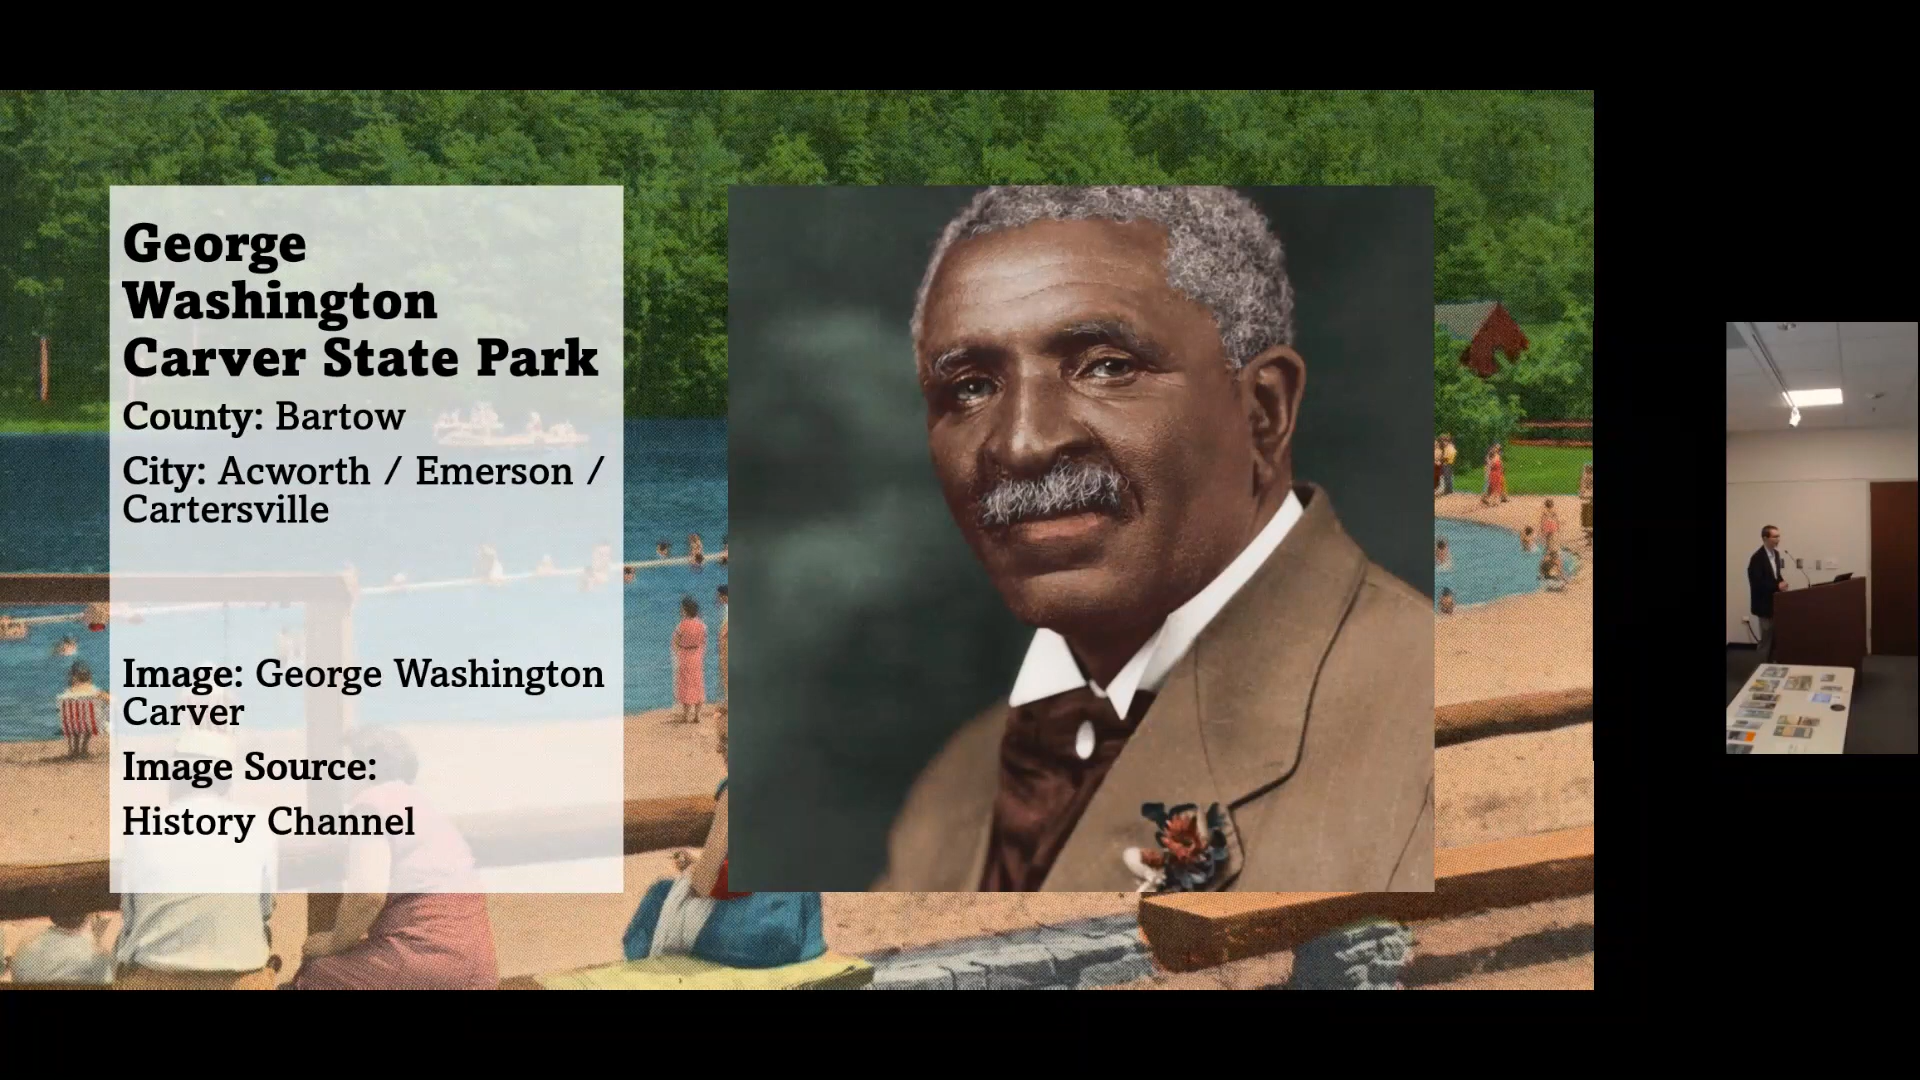 George
Washington
Carver State Park
County: Bartow
City: Acworth / Emerson /
Cartersville
Image: George Washington
Carver
Image Source:
History Channel